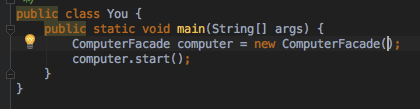 public class You {
public static void main(String[] args) {
ComputerFacade computer = new ComputerFacade();
computer.start();
}
}